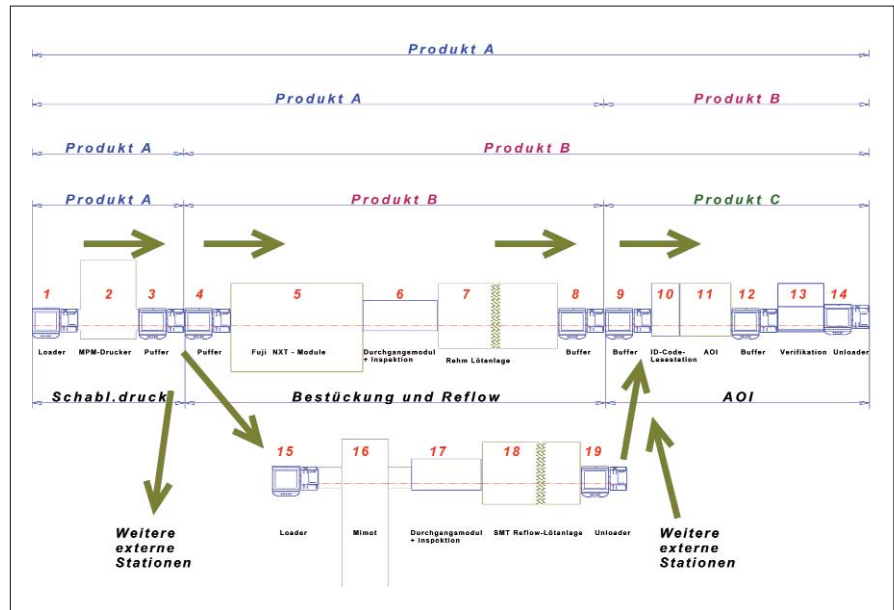 Produkt A
Produkt A Produkt B
Produkt A Produkt B
Produkt A Produkt B Produkt C
1 2 3 4 5 6 7 8 9 10 11 12 13 14
Loader MPM-Drucker Puffer Puffer Fuji NXT - Module Durchgangsmodul Rahm Lötanlage Buffer Buffer ID-Code- AOI Buffer Verifikation Unloader
+ Inspektion Lesestation
Schabl.druck Bestückung und Reflow AOI
15 16 17 18 19
Loader Mimot Durchgangsmodul SMT Reflow-Lötanlage Unloader
+ Inspektion
Weitere Weitere
externe externe
Stationen Stationen